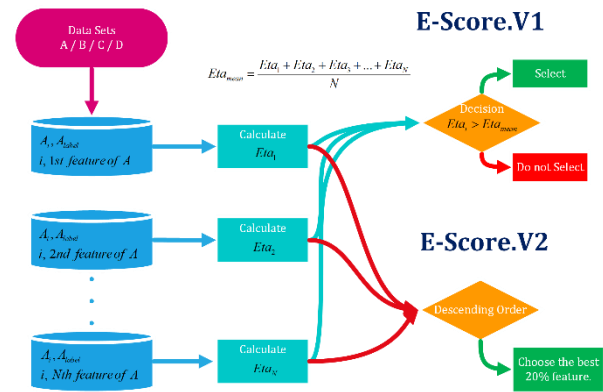 Data Sets
A / B / C / D
E-Score.V1
Eta_mean = (Eta_1 + Eta_2 + Eta_3 + ... + Eta_N) / N
Select
Decision
Eta_i > Eta_mean
Do not Select
A_i, A_label
i, 1st feature of A
Calculate
Eta_1
A_i, A_label
i, 2nd feature of A
Calculate
Eta_2
E-Score.V2
Descending Order
A_i, A_label
i, Nth feature of A
Calculate
Eta_N
Choose the best
20% feature.